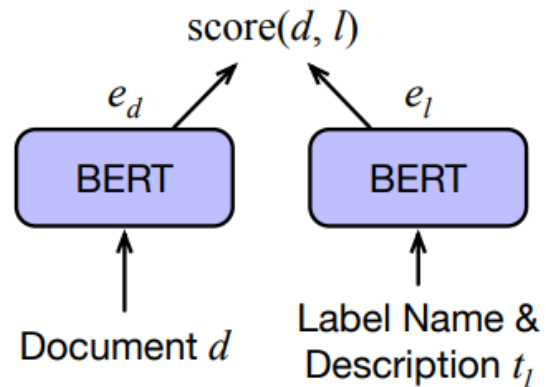 score(d, l)
e_d e_l
BERT BERT
Document d
Label Name &
Description t_l